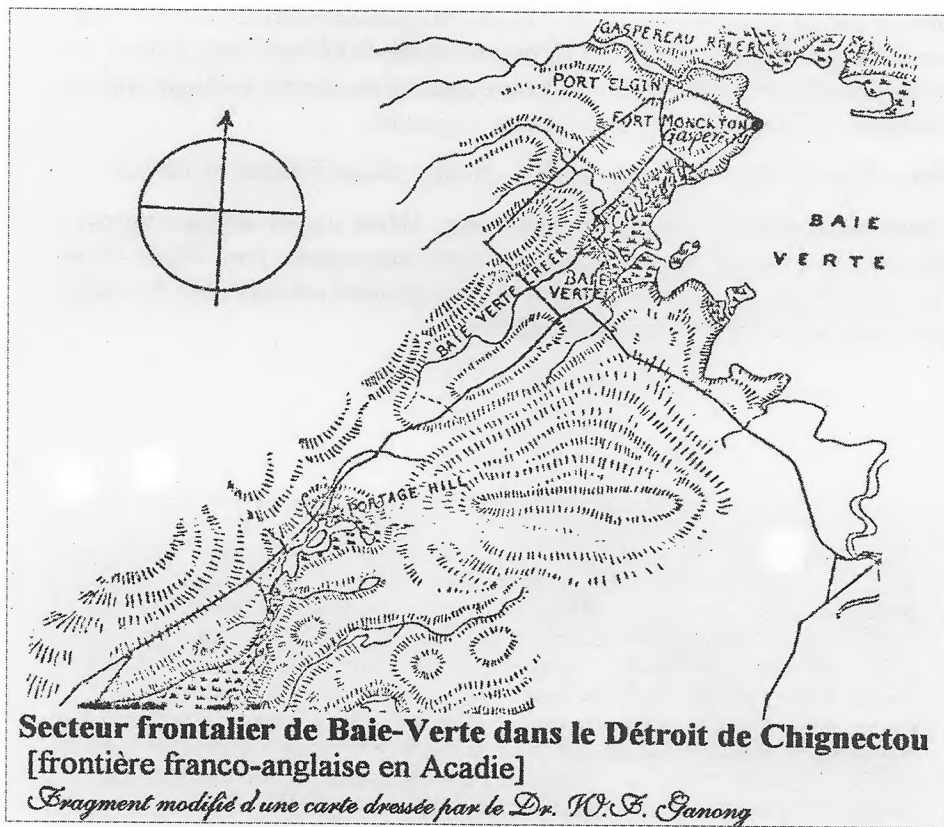 GASPEREAU RIVER
PORT ELGIN
FORT MONCKTON
Gaspereau
BAIE
VERTE
BAIE
VERTE
BAIE VERTE CREEK
PORTAGE HILL
Secteur frontalier de Baie-Verte dans le Détroit de Chignectou
[frontière franco-anglaise en Acadie]
Fragment modifié d'une carte dressée par le Dr. W.F. Ganong